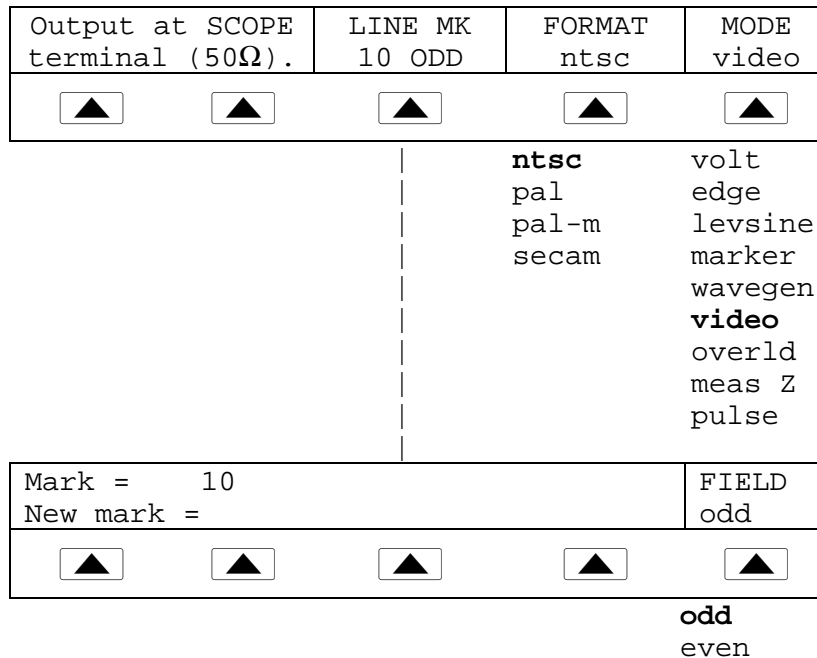 Output at SCOPE LINE MK FORMAT MODE
terminal (50Ω). 10 ODD ntsc video
ntsc volt
pal edge
pal-m levsine
secam marker
wavegen
video
overld
meas Z
pulse
Mark = 10 FIELD
New mark = odd
odd
even